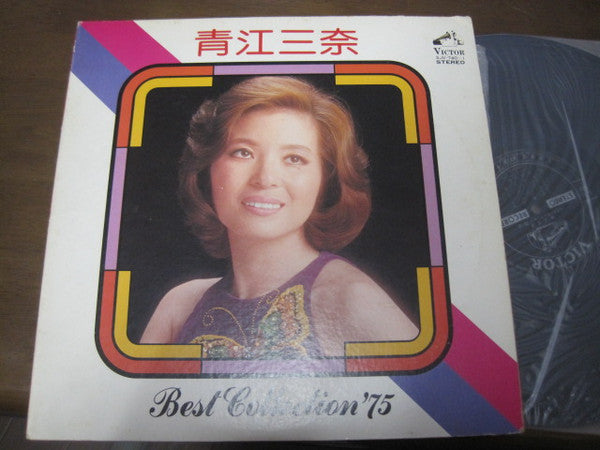 青江三奈
VICTOR
STEREO
Best Collection '75
VICTOR